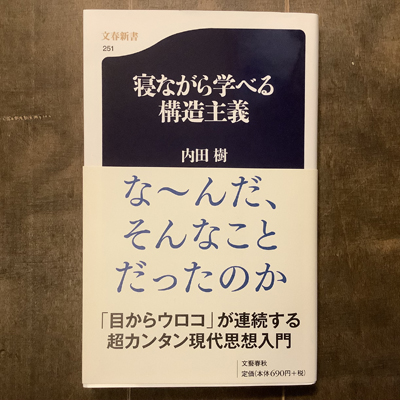 文春新書
251
寝ながら学べる
構造主義
内田 樹
な〜んだ、
そんなこと
だったのか
「目からウロコ」が連続する
超カンタン現代思想入門
文藝春秋
定価(本体690円+税)